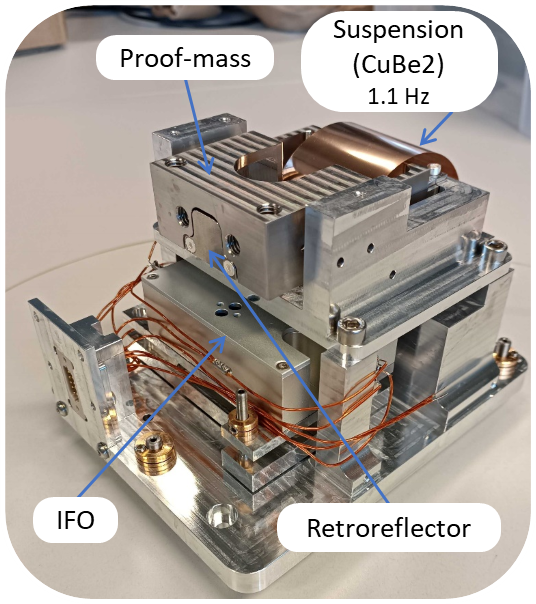 Suspension
(CuBe2)
1.1 Hz
Proof-mass
IFO
Retroreflector